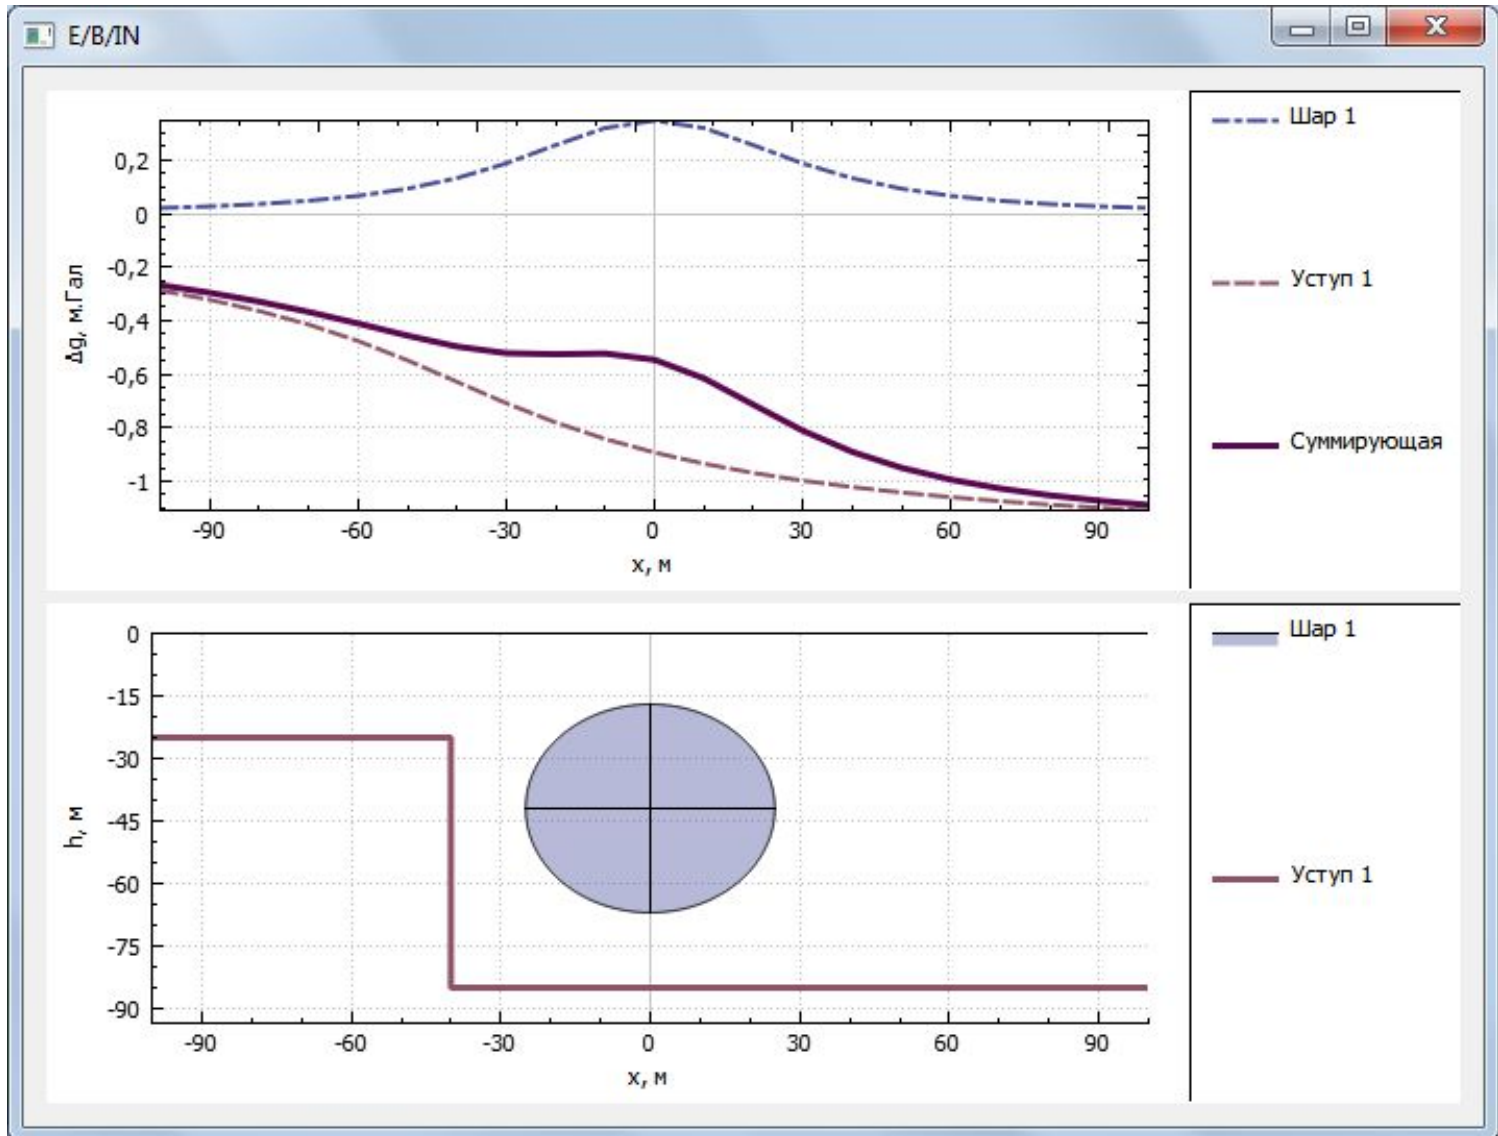 E/B/IN
Шар 1
0,2
0
Уступ 1
-0,2
-0,4
Δg, м.Гал
-0,6
-0,8
Суммирующая
-1
-90 -60 -30 0 30 60 90
х, м
0
Шар 1
-15
-30
-45
h, м
-60
Уступ 1
-75
-90
-90 -60 -30 0 30 60 90
х, м